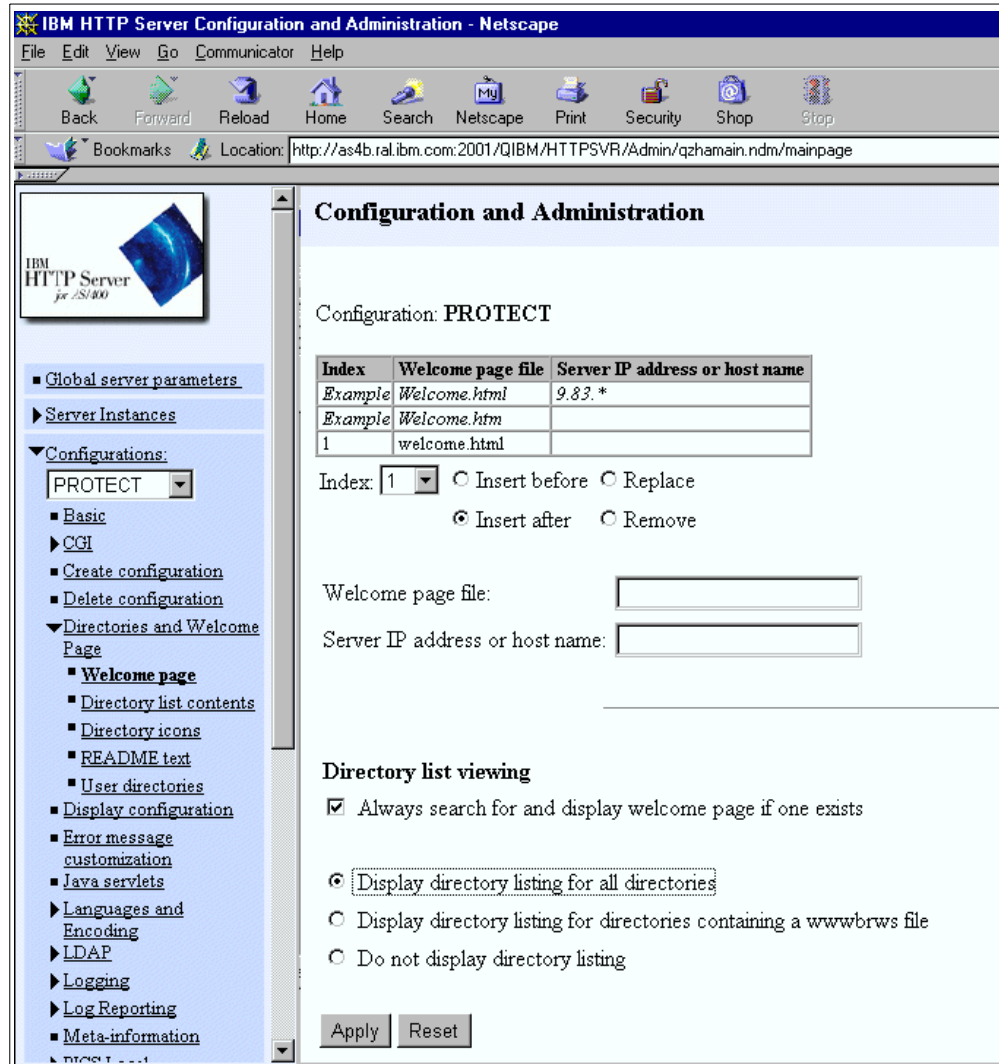 IBM HTTP Server Configuration and Administration - Netscape
File Edit View Go Communicator Help
Back Forward Reload Home Search Netscape Print Security Shop Stop
My
Bookmarks Location: http://as4b.ral.ibm.com:2001/QIBM/HTTPSVR/Admin/qzhamain.ndm/mainpage
IBM
HTTP Server
for AS/400
Global server parameters
Server Instances
Configurations:
PROTECT
Basic
CGI
Create configuration
Delete configuration
Directories and Welcome
Page
Welcome page
Directory list contents
Directory icons
README text
User directories
Display configuration
Error message
customization
Java servlets
Languages and
Encoding
LDAP
Logging
Log Reporting
Meta-information
Configuration and Administration
Configuration: PROTECT
Index Welcome page file Server IP address or host name
Example Welcome.html 9.83.*
Example Welcome.htm
1 welcome.html
Index: 1 Insert before Replace
Insert after Remove
Welcome page file:
Server IP address or host name:
Directory list viewing
Always search for and display welcome page if one exists
Display directory listing for all directories
Display directory listing for directories containing a wwwbrws file
Do not display directory listing
Apply Reset